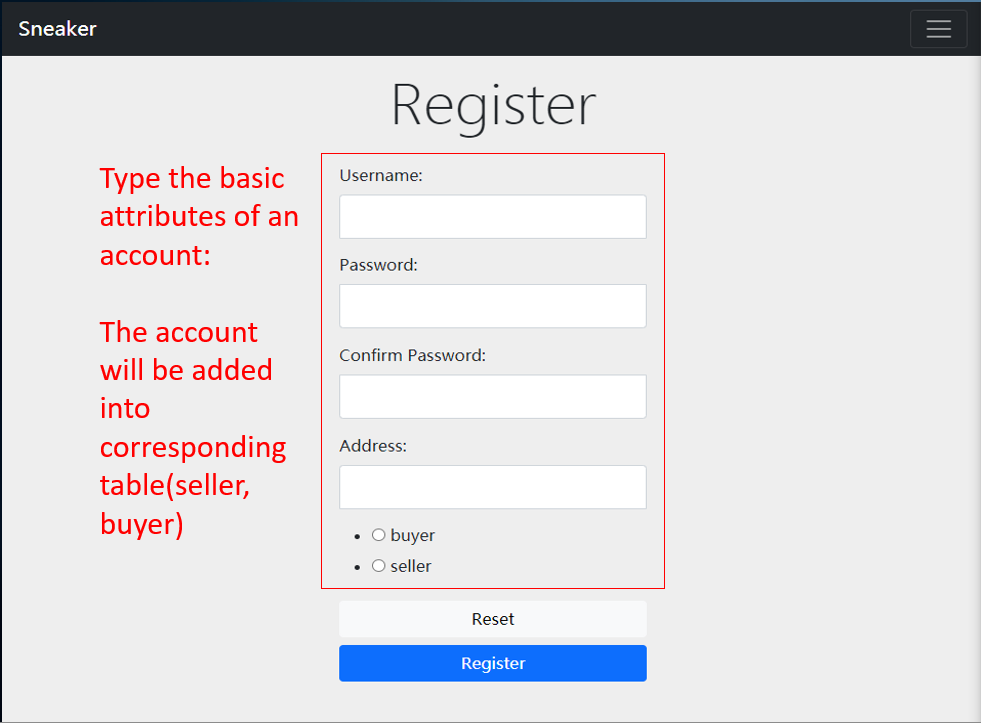 Sneaker
Register
Type the basic
attributes of an
account:
The account
will be added
into
corresponding
table(seller,
buyer)
Username:
Password:
Confirm Password:
Address:
buyer
seller
Reset
Register